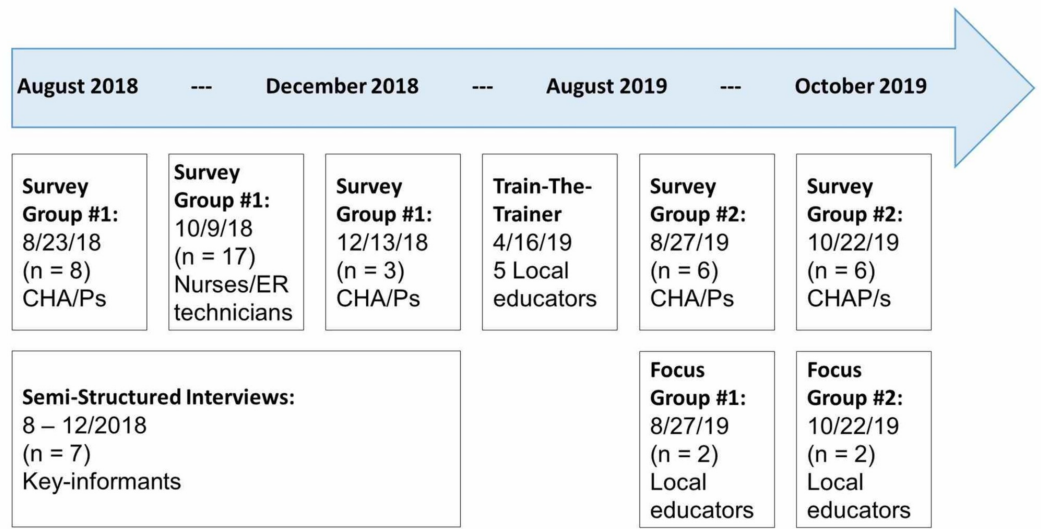 August 2018 --- December 2018 --- August 2019 --- October 2019
Survey
Group #1:
8/23/18
(n = 8)
CHA/Ps
Survey
Group #1:
10/9/18
(n = 17)
Nurses/ER
technicians
Survey
Group #1:
12/13/18
(n = 3)
CHA/Ps
Train-The-
Trainer
4/16/19
5 Local
educators
Survey
Group #2:
8/27/19
(n = 6)
CHA/Ps
Survey
Group #2:
10/22/19
(n = 6)
CHAP/s
Semi-Structured Interviews:
8 – 12/2018
(n = 7)
Key-informants
Focus
Group #1:
8/27/19
(n = 2)
Local
educators
Focus
Group #2:
10/22/19
(n = 2)
Local
educators